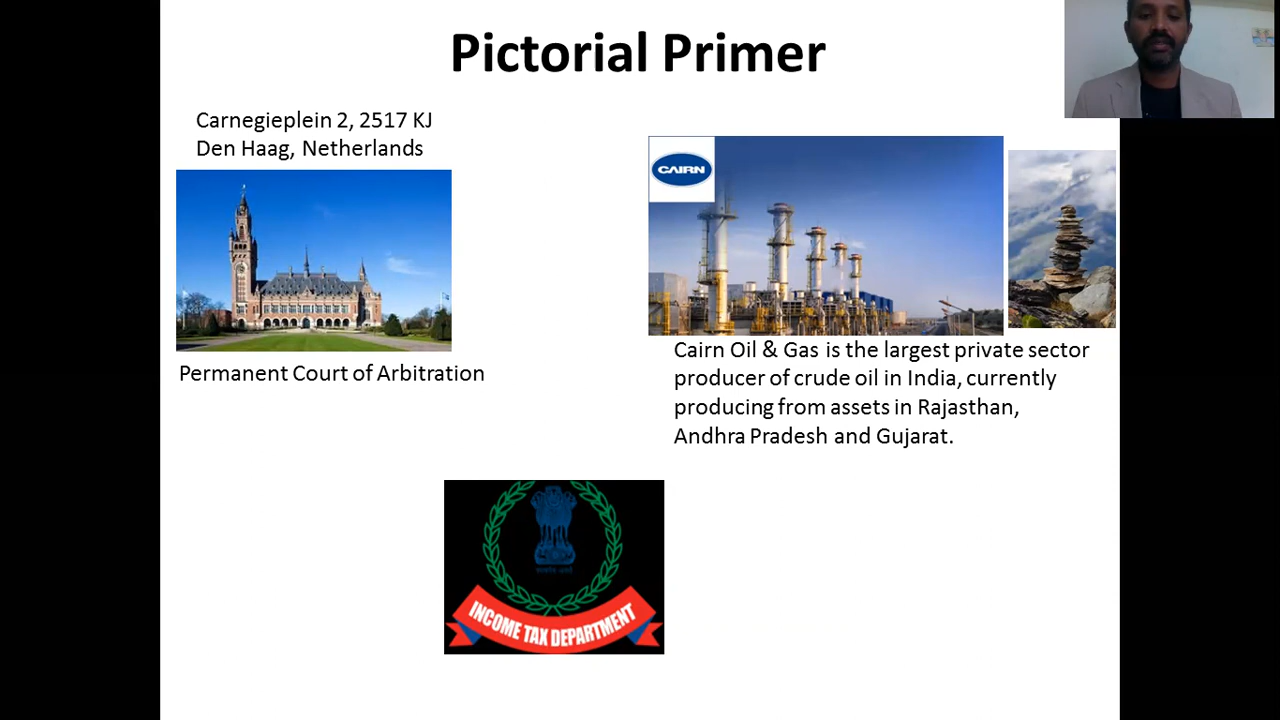 Pictorial Primer
Carnegieplein 2, 2517 KJ
Den Haag, Netherlands
Permanent Court of Arbitration
CAIRN
Cairn Oil & Gas is the largest private sector
producer of crude oil in India, currently
producing from assets in Rajasthan,
Andhra Pradesh and Gujarat.
INCOME TAX DEPARTMENT